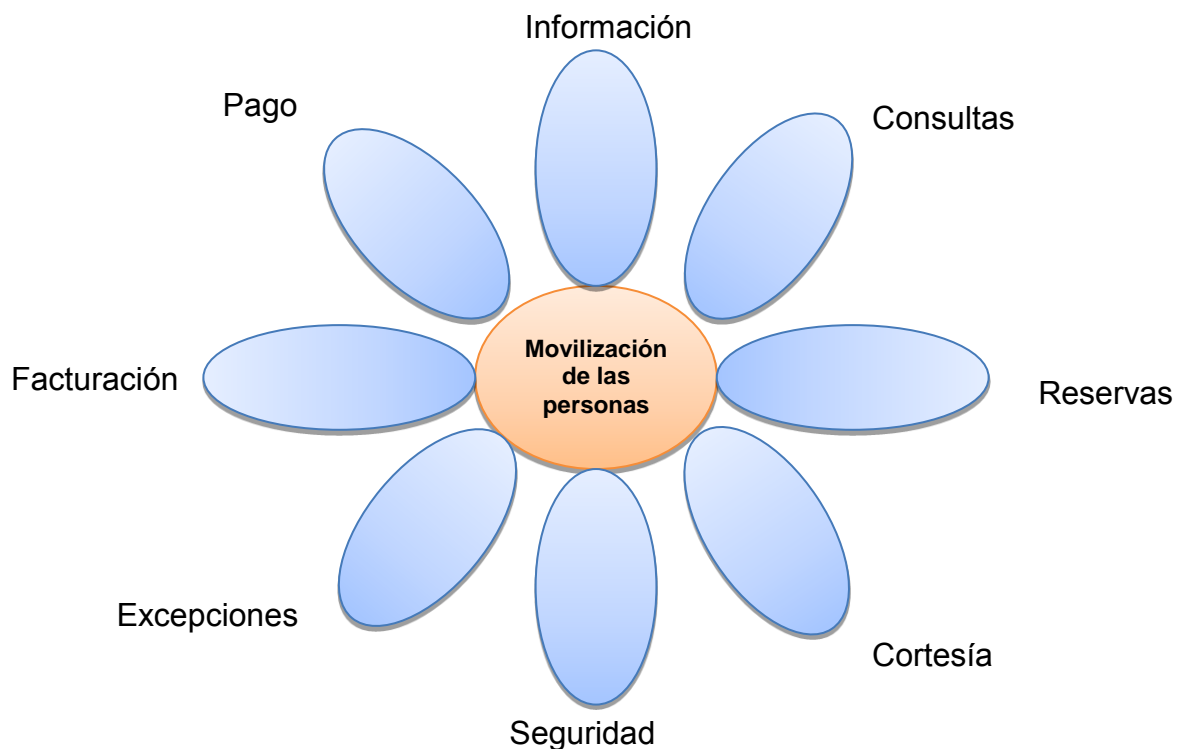 Información
Pago
Consultas
Movilización
de las
personas
Facturación
Reservas
Excepciones
Cortesía
Seguridad